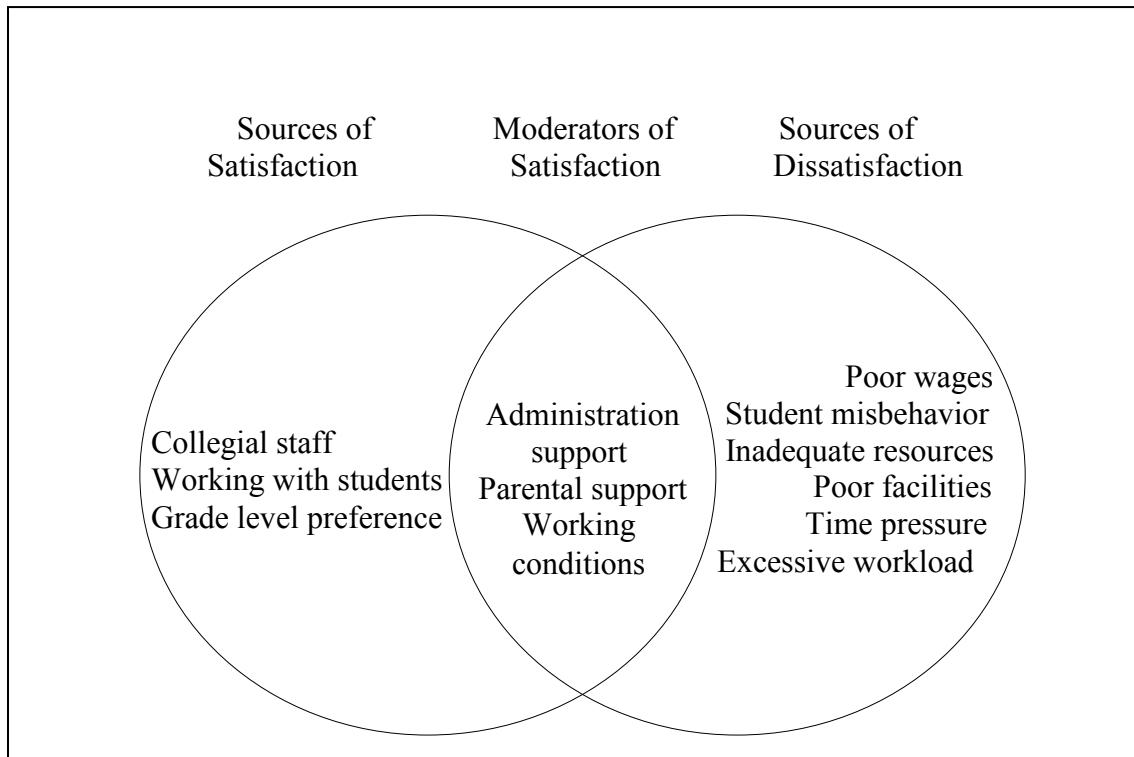 Sources of
Satisfaction
Moderators of
Satisfaction
Sources of
Dissatisfaction
Collegial staff
Working with students
Grade level preference
Administration
support
Parental support
Working
conditions
Poor wages
Student misbehavior
Inadequate resources
Poor facilities
Time pressure
Excessive workload